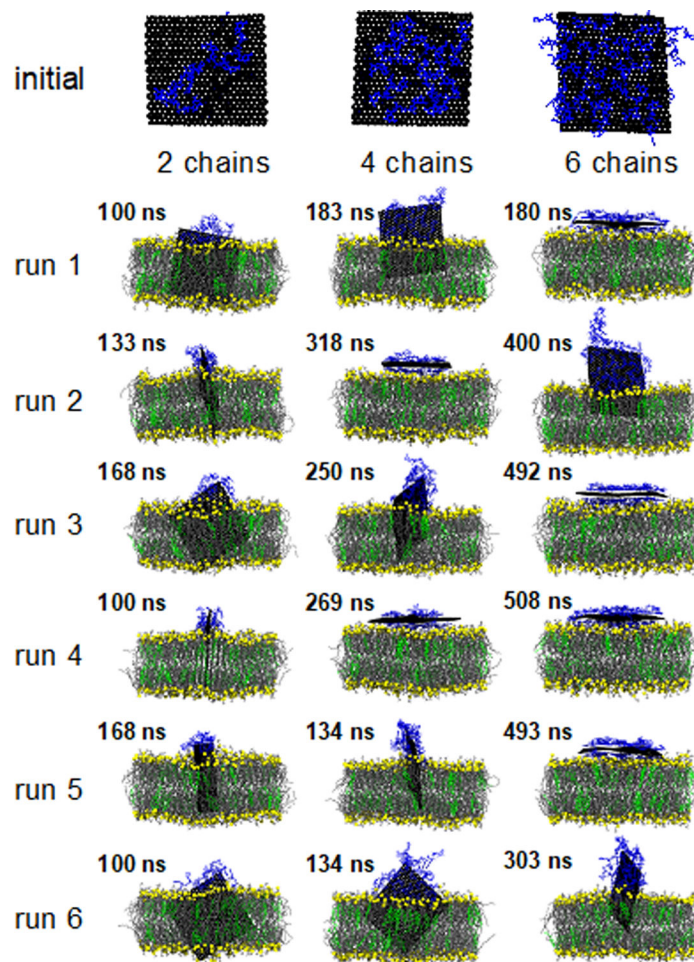 initial
2 chains 4 chains 6 chains
100 ns 183 ns 180 ns
run 1
133 ns 318 ns 400 ns
run 2
168 ns 250 ns 492 ns
run 3
100 ns 269 ns 508 ns
run 4
168 ns 134 ns 493 ns
run 5
100 ns 134 ns 303 ns
run 6